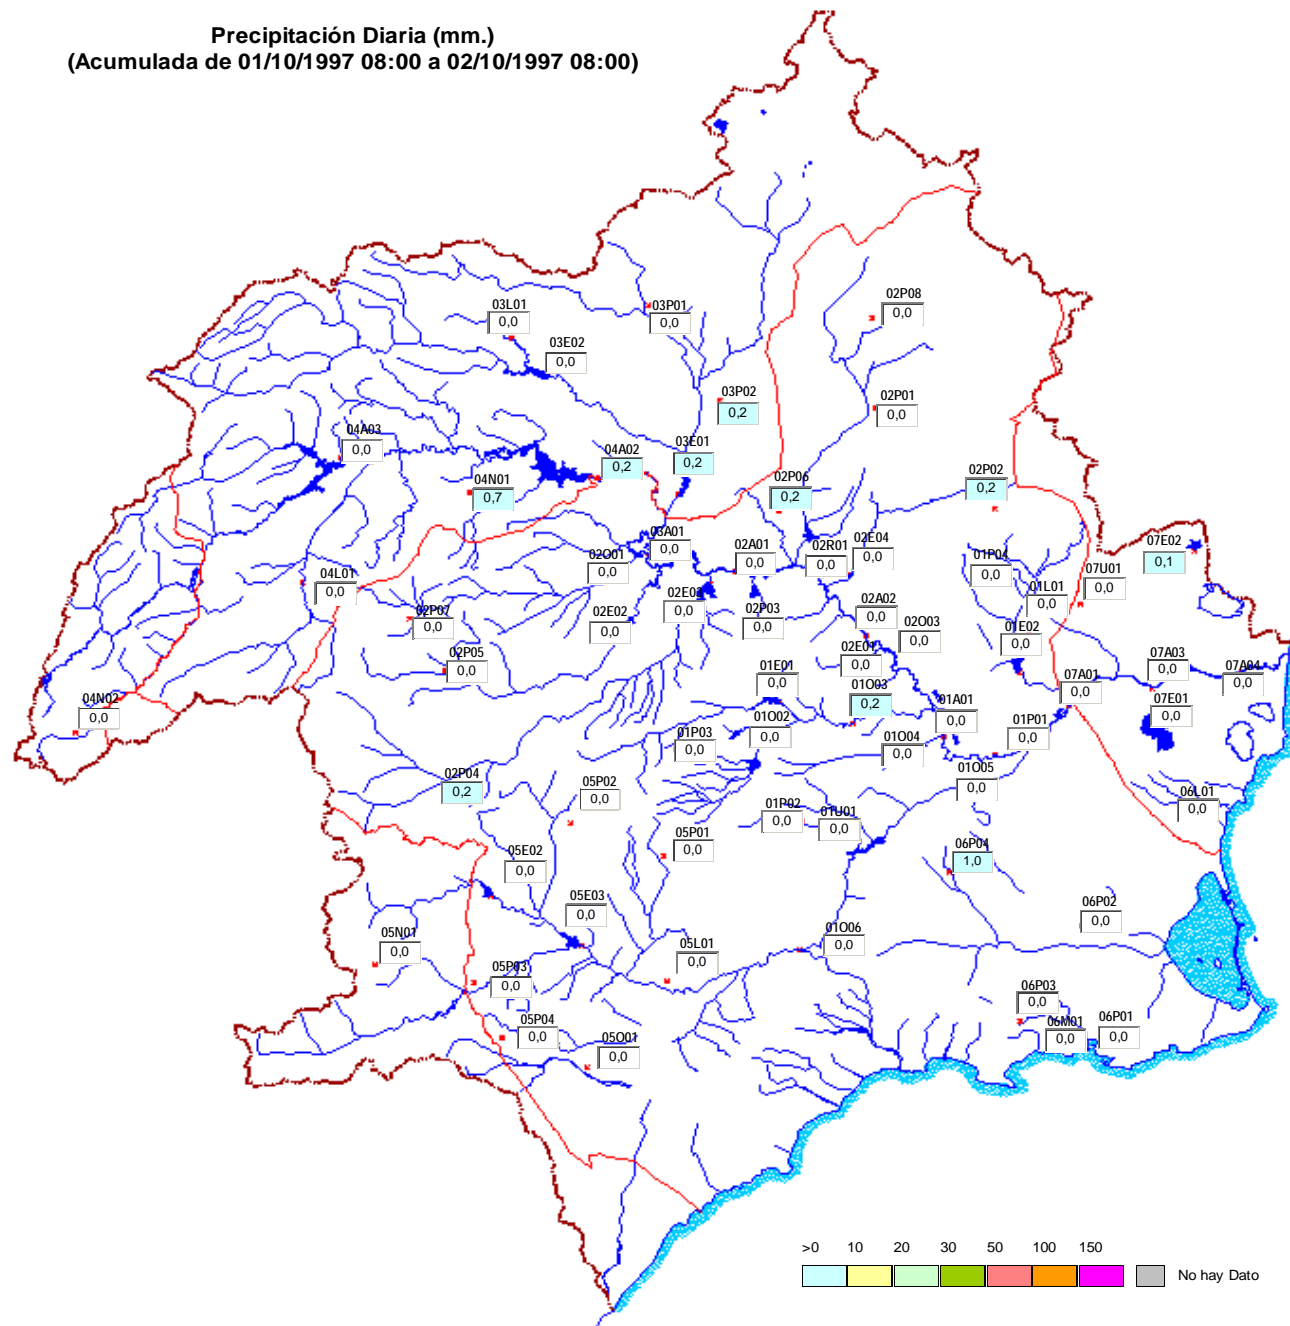 Precipitación Diaria (mm.)
(Acumulada de 01/10/1997 08:00 a 02/10/1997 08:00)
02P08
0,0
03L01
0,0
03P01
0,0
03E02
0,0
03P02
0,2
02P01
0,0
04A03
0,0
04A02
0,2
03E01
0,2
04N01
0,7
02P06
0,2
02P02
0,2
03A01
0,0
02O01
0,0
02A01
0,0
02R01
0,0
02E04
0,0
01P04
0,0
07E02
0,1
07U01
0,0
04L01
0,0
02E03
0,0
01L01
0,0
02P07
0,0
02E02
0,0
02P03
0,0
02A02
0,0
02O03
0,0
01E02
0,0
02P05
0,0
02E01
0,0
01E01
0,0
07A03
0,0
07A04
0,0
07A01
0,0
04N02
0,0
01O03
0,2
01A01
0,0
07E01
0,0
01P03
0,0
01O02
0,0
01O04
0,0
01P01
0,0
02P04
0,2
05P02
0,0
01O05
0,0
06L01
0,0
01P02
0,0
01U01
0,0
05P01
0,0
05E02
0,0
06P04
1,0
05E03
0,0
06P02
0,0
05N01
0,0
05L01
0,0
01O06
0,0
05P03
0,0
06P03
0,0
05P04
0,0
05O01
0,0
06M01
0,0
06P01
0,0
>0 10 20 30 50 100 150
No hay Dato